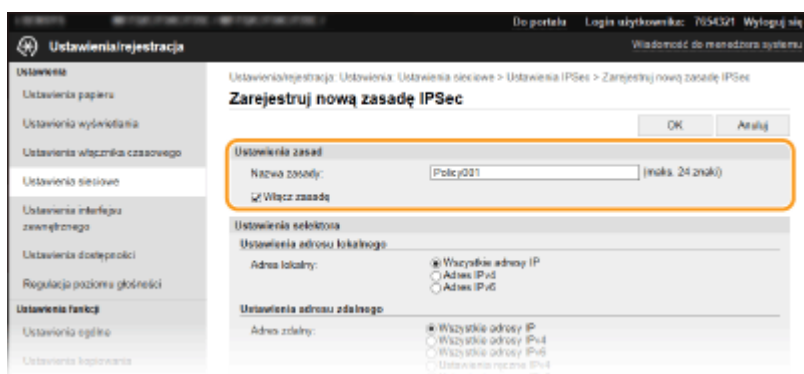 Do portalu Login użytkownika: 7654321 Wyloguj się
Ustawienia/rejestracja
Wiadomość do menedżera systemu
Ustawienia
Ustawienia papieru
Ustawienia wyświetlania
Ustawienia włącznika czasowego
Ustawienia sieciowe
Ustawienia interfejsu
zewnętrznego
Ustawienia dostępności
Regulacja poziomu głośności
Ustawienia funkcji
Ustawienia ogólne
Ustawienia kopiowania
Ustawienia/rejestracja: Ustawienia: Ustawienia sieciowe > Ustawienia IPSec > Zarejestruj nową zasadę IPSec
Zarejestruj nową zasadę IPSec
OK Anuluj
Ustawienia zasad
Nazwa zasady: Policy001 (maks. 24 znaki)
Włącz zasadę
Ustawienia selektora
Ustawienia adresu lokalnego
Adres lokalny: Wszystkie adresy IP
Adres IPv4
Adres IPv6
Ustawienia adresu zdalnego
Adres zdalny: Wszystkie adresy IP
Wszystkie adresy IPv4
Wszystkie adresy IPv6
Ustawienia ręczne IPv4